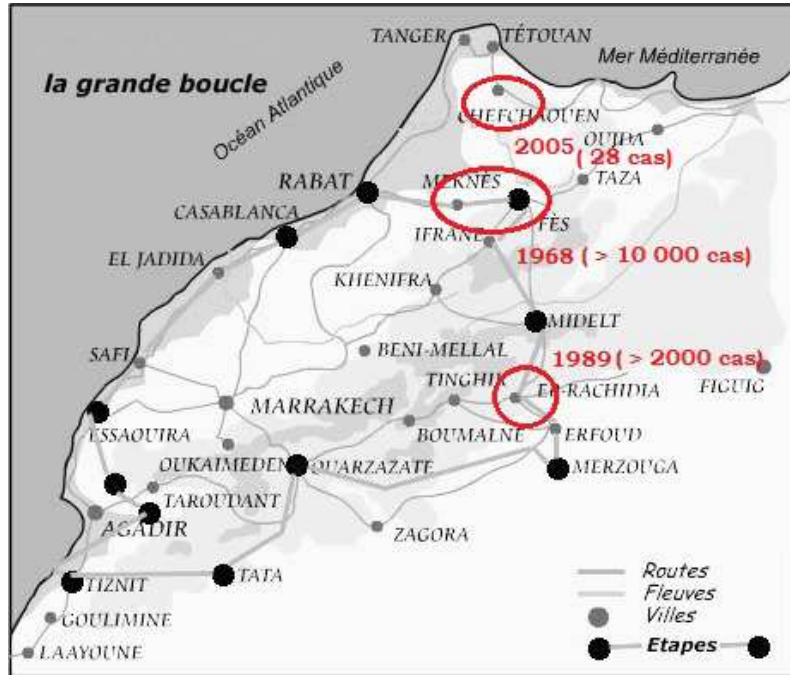 TANGER
TÉTOUAN
Mer Méditerranée
la grande boucle
Océan Atlantique
CHEFCHAOUEN
OUJDA
2005 ( 28 cas)
RABAT
MEKNÈS
TAZA
CASABLANCA
FÈS
IFRANE
EL JADIDA
1968 ( > 10 000 cas)
KHENIFRA
MIDELT
SAFI
BENI-MELLAL
1989 ( > 2000 cas)
TINGHIR
ER-RACHIDIA
FIGUIG
MARRAKECH
ESSAOUIRA
BOUMALNE
ERFOUD
OUKAIMEDEN
OUARZAZATE
MERZOUGA
TAROUDANT
AGADIR
ZAGORA
TATA
TIZNIT
GOULIMINE
LAAYOUNE
Routes
Fleuves
Villes
Etapes